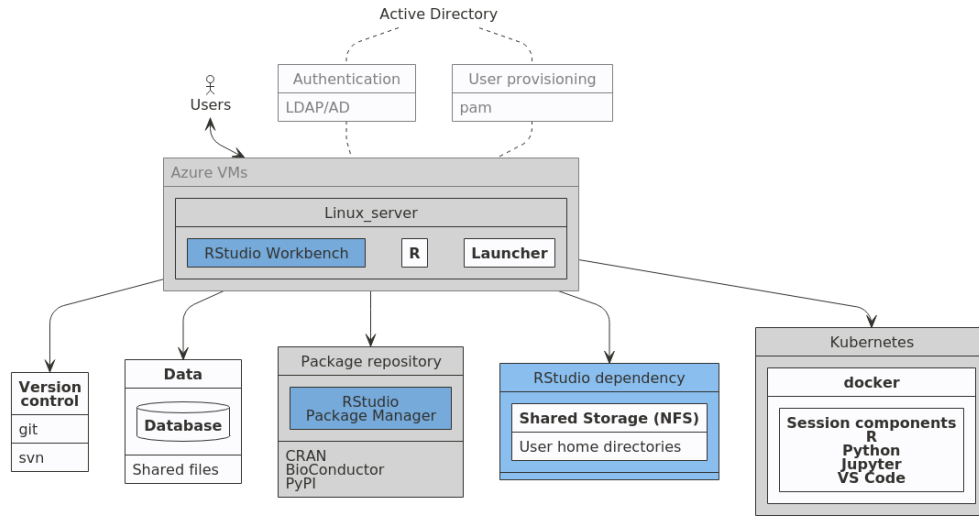 Active Directory
Authentication
LDAP/AD
User provisioning
pam
Users
Azure VMs
Linux_server
RStudio Workbench
R
Launcher
Version
control
git
svn
Data
Database
Shared files
Package repository
RStudio
Package Manager
CRAN
BioConductor
PyPI
RStudio dependency
Shared Storage (NFS)
User home directories
Kubernetes
docker
Session components
R
Python
Jupyter
VS Code